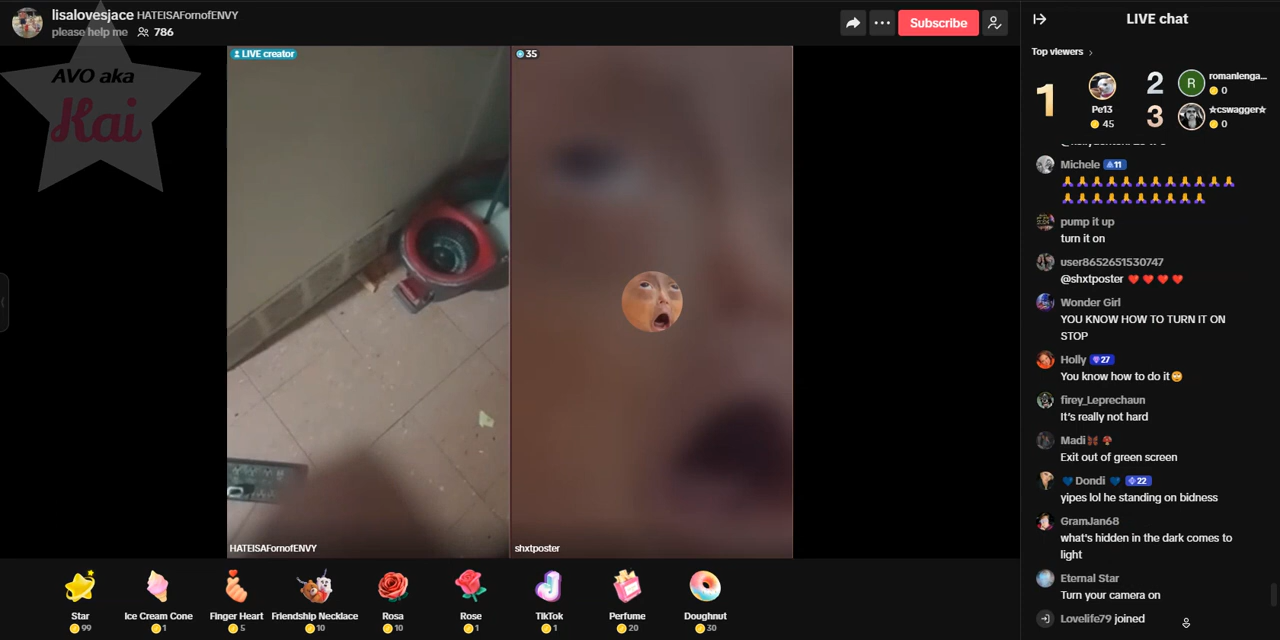 lisalovesjace HATEISAFornofENVY
please help me 786
Subscribe
LIVE chat
AVO aka
Kai
LIVE creator
35
HATEISAFornofENVY
shxtposter
Top viewers
1
Pe13
45
2
R
romanlenga...
0
3
☆cswagger☆
0
Michele 11
🙏🙏🙏🙏🙏🙏🙏🙏🙏🙏🙏🙏
🙏🙏🙏🙏🙏🙏🙏🙏🙏🙏
pump it up
turn it on
user8652651530747
@shxtposter ❤️ ❤️ ❤️ ❤️
Wonder Girl
YOU KNOW HOW TO TURN IT ON
STOP
Holly 27
You know how to do it🙄
firey_Leprechaun
It's really not hard
Madi
Exit out of green screen
💙 Dondi 💙 22
yipes lol he standing on bidness
GramJan68
what's hidden in the dark comes to
light
Eternal Star
Turn your camera on
Lovelife79 joined
Star
99
Ice Cream Cone
1
Finger Heart
5
Friendship Necklace
10
Rosa
10
Rose
1
TikTok
1
Perfume
20
Doughnut
30